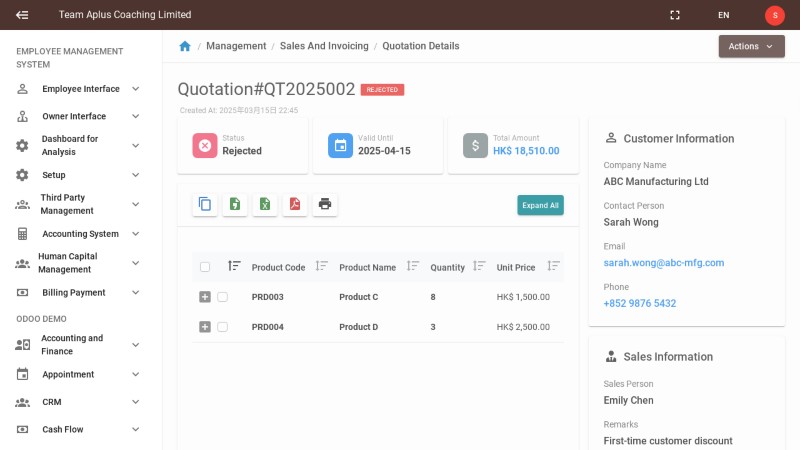 Team Aplus Coaching Limited
EN
S
EMPLOYEE MANAGEMENT
SYSTEM
Employee Interface
Owner Interface
Dashboard for
Analysis
Setup
Third Party
Management
Accounting System
Human Capital
Management
Billing Payment
ODOO DEMO
Accounting and
Finance
Appointment
CRM
Cash Flow
/ Management / Sales And Invoicing / Quotation Details
Actions
Quotation#QT2025002 REJECTED
Created At: 2025年03月15日 22:45
Status
Rejected
Valid Until
2025-04-15
Total Amount
HK$ 18,510.00
Expand All
Product Code Product Name Quantity Unit Price
PRD003 Product C 8 HK$ 1,500.00
PRD004 Product D 3 HK$ 2,500.00
Customer Information
Company Name
ABC Manufacturing Ltd
Contact Person
Sarah Wong
Email
sarah.wong@abc-mfg.com
Phone
+852 9876 5432
Sales Information
Sales Person
Emily Chen
Remarks
First-time customer discount